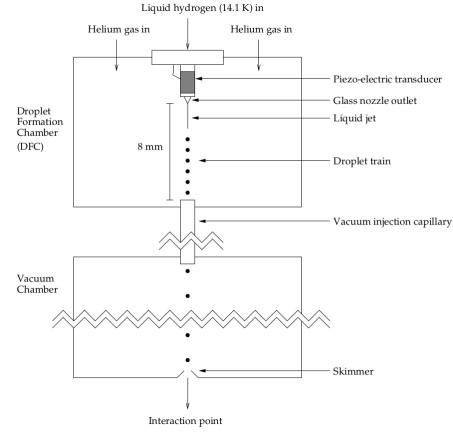 Liquid hydrogen (14.1 K) in
Helium gas in
Helium gas in
Piezo-electric transducer
Glass nozzle outlet
Liquid jet
Droplet
Formation
Chamber
(DFC)
8 mm
Droplet train
Vacuum injection capillary
Vacuum
Chamber
Skimmer
Interaction point